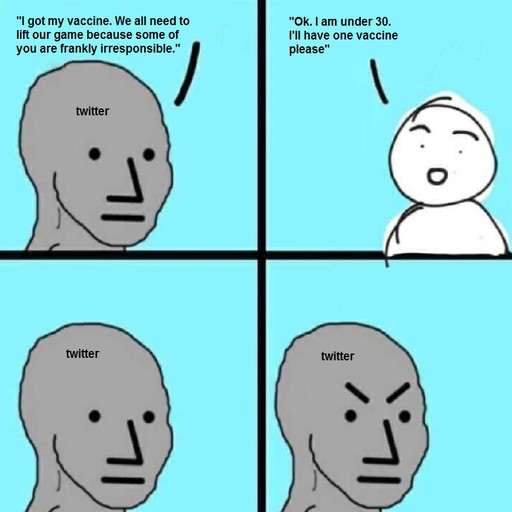 "I got my vaccine. We all need to
lift our game because some of
you are frankly irresponsible."
twitter
"Ok. I am under 30.
I'll have one vaccine
please"
twitter
twitter